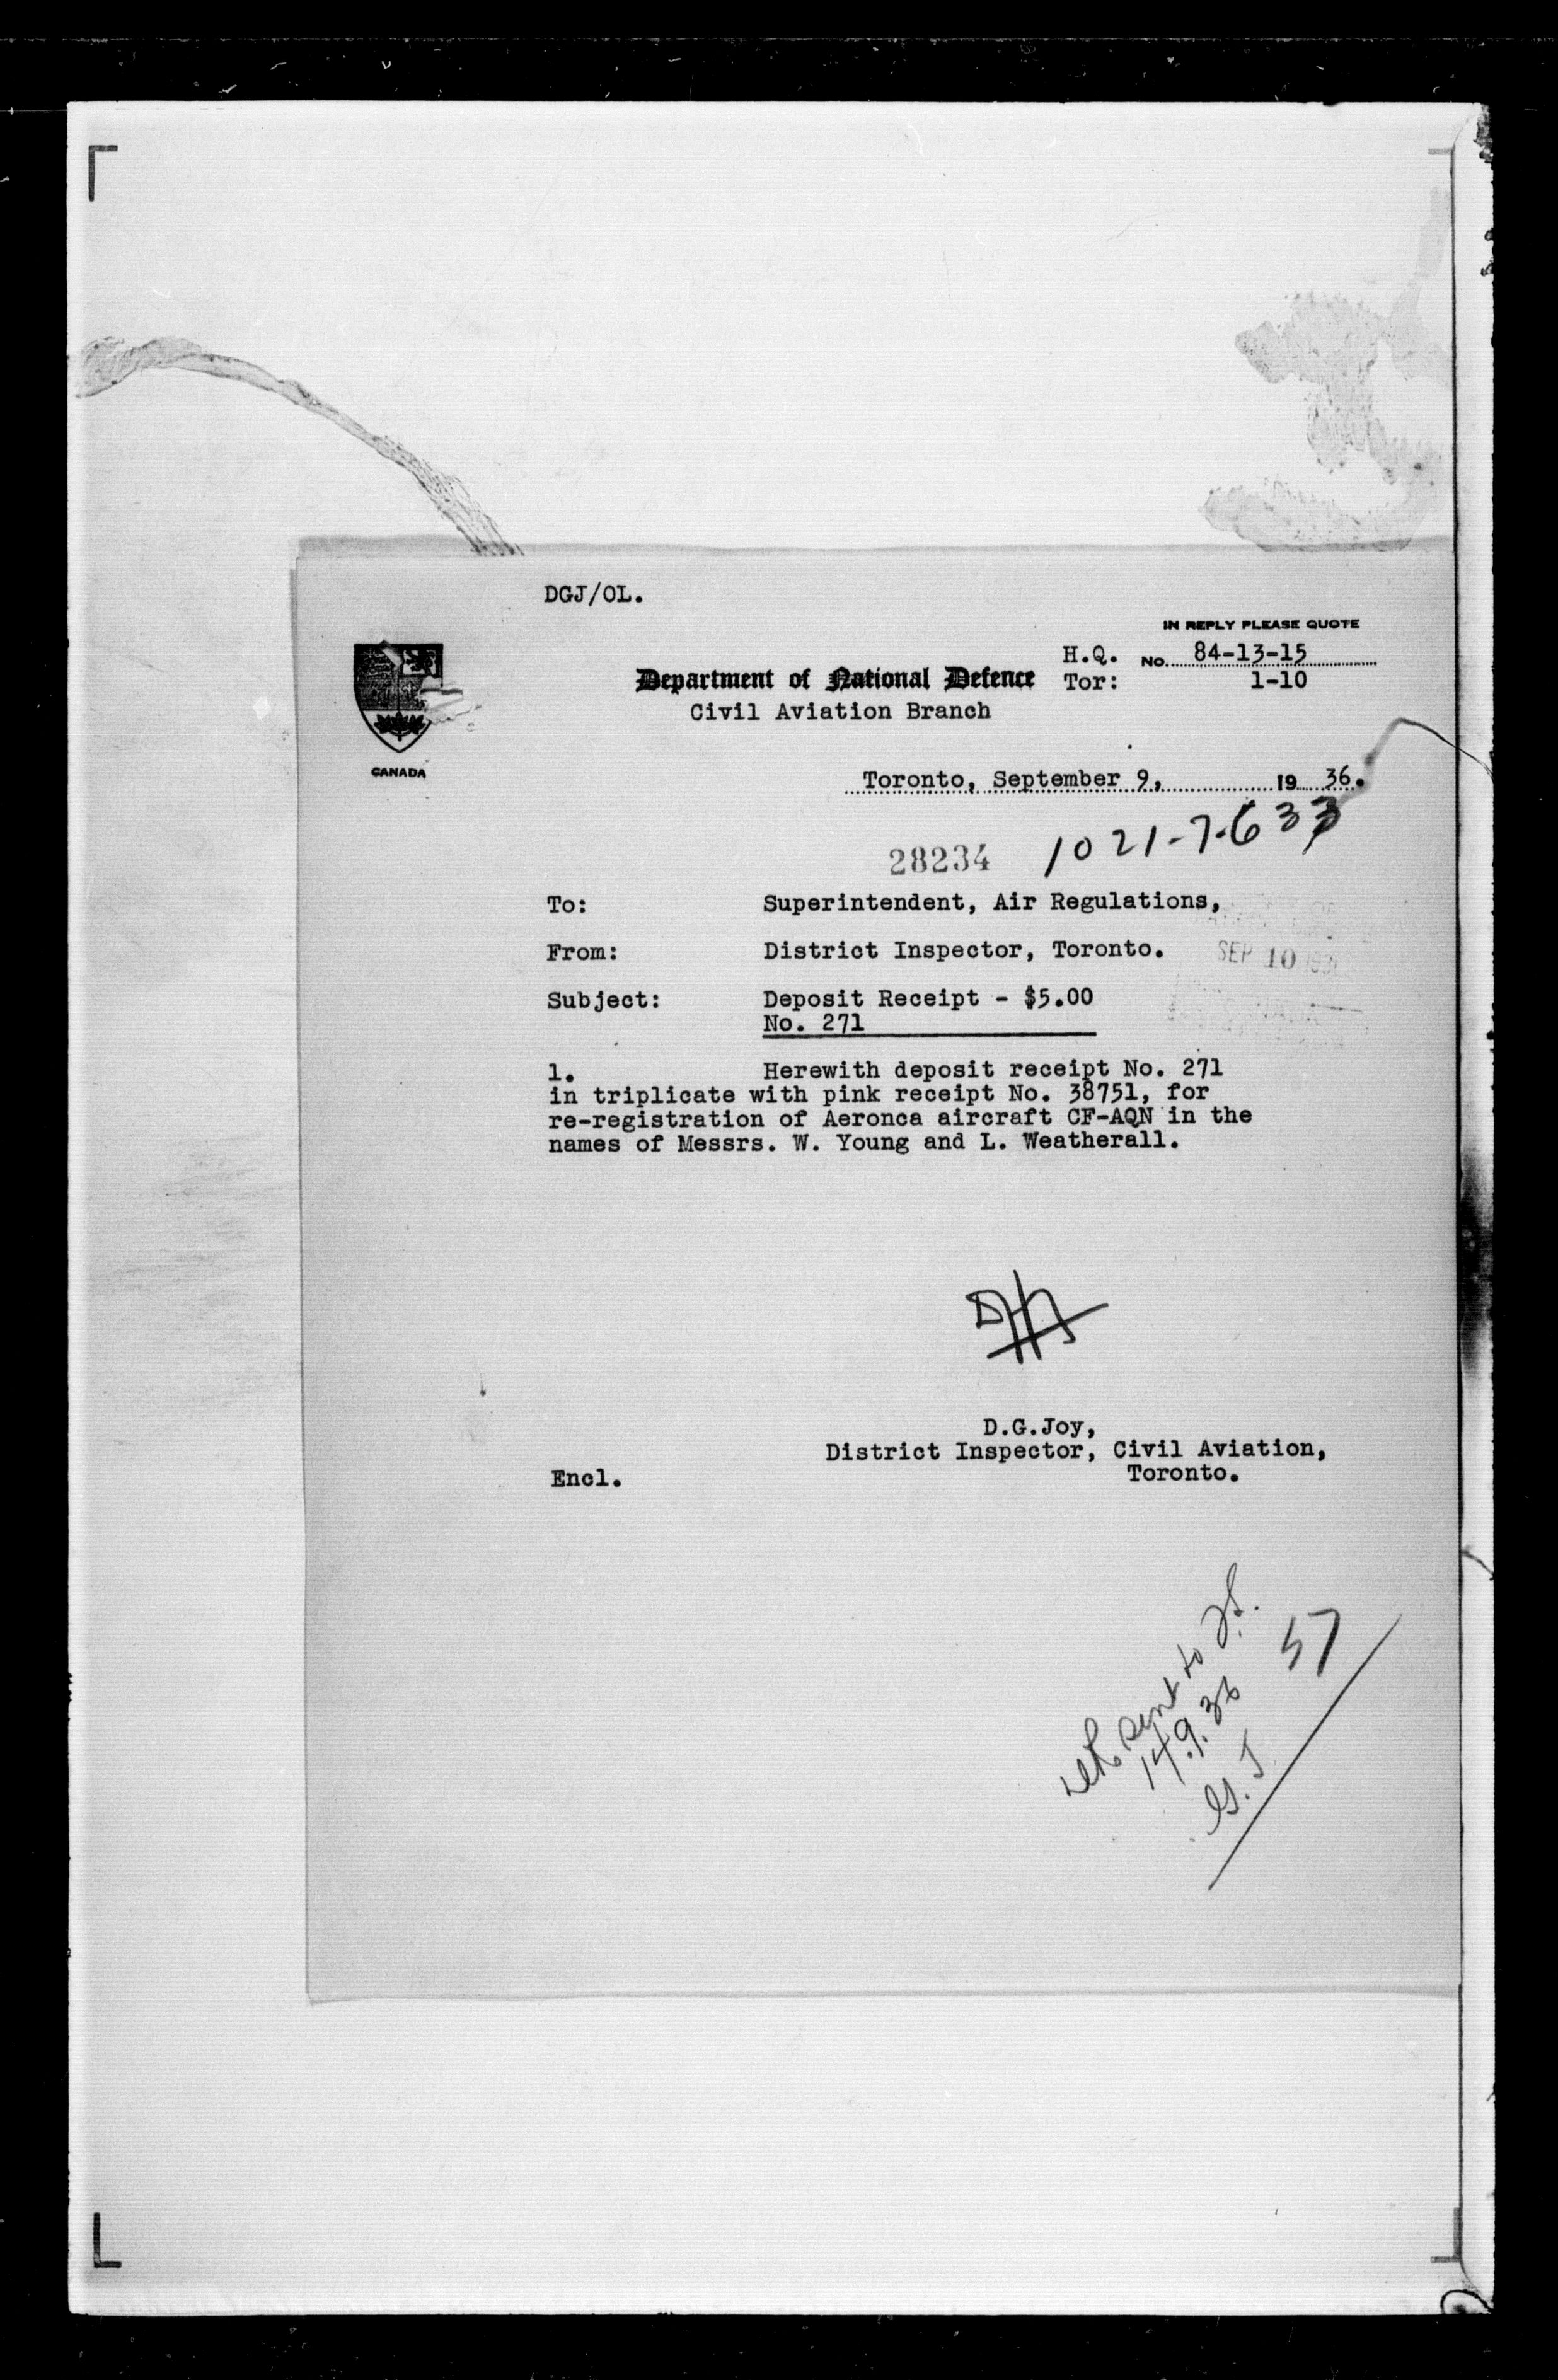 DGJ/OL.
IN REPLY PLEASE QUOTE
H.Q. No. 84-13-15
Department of National Defence Tor: 1-10
Civil Aviation Branch
CANADA
Toronto, September 9, 19 36.
28234 1021-7-633
To: Superintendent, Air Regulations,
From: District Inspector, Toronto.
SEP 10
Subject: Deposit Receipt - $5.00
No. 271
1. Herewith deposit receipt No. 271
in triplicate with pink receipt No. 38751, for
re-registration of Aeronca aircraft CF-AQN in the
names of Messrs. W. Young and L. Weatherall.
D.G.Joy,
District Inspector, Civil Aviation,
Toronto.
Encl.
sent to
14.9.36
57